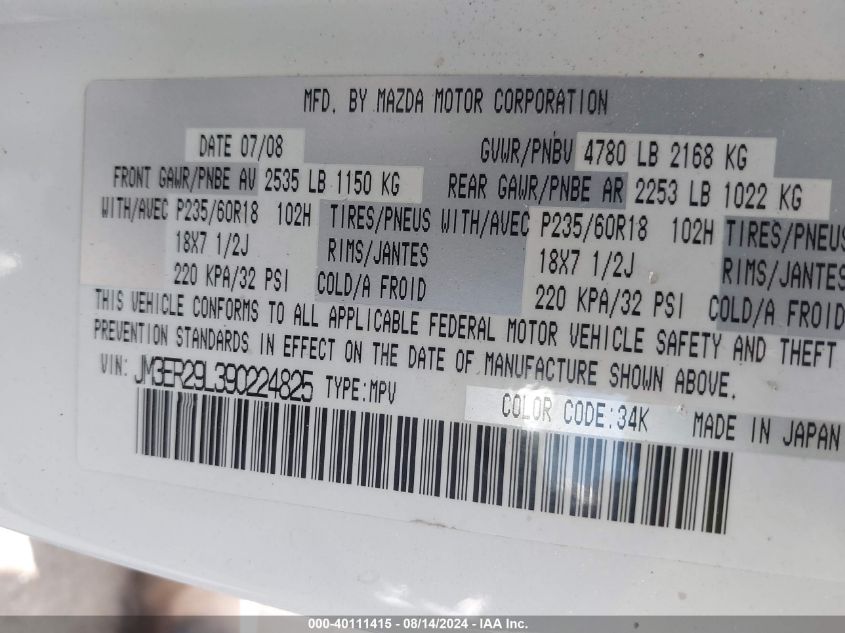 MFD. BY MAZDA MOTOR CORPORATION
DATE 07/08 GVWR/PNBV 4780 LB 2168 KG
FRONT GAWR/PNBE AV 2535 LB 1150 KG REAR GAWR/PNBE AR 2253 LB 1022 KG
WITH/AVEC P235/60R18 102H TIRES/PNEUS WITH/AVEC P235/60R18 102H TIRES/PNEUS
18X7 1/2J RIMS/JANTES 18X7 1/2J RIMS/JANTES
220 KPA/32 PSI COLD/A FROID 220 KPA/32 PSI COLD/A FROID
THIS VEHICLE CONFORMS TO ALL APPLICABLE FEDERAL MOTOR VEHICLE SAFETY AND THEFT
PREVENTION STANDARDS IN EFFECT ON THE DATE OF MANUFACTURE SHOWN ABOVE.
VIN: JM3ER29L390224825 TYPE:MPV COLOR CODE:34K MADE IN JAPAN
000-40111415 - 08/14/2024 - IAA Inc.